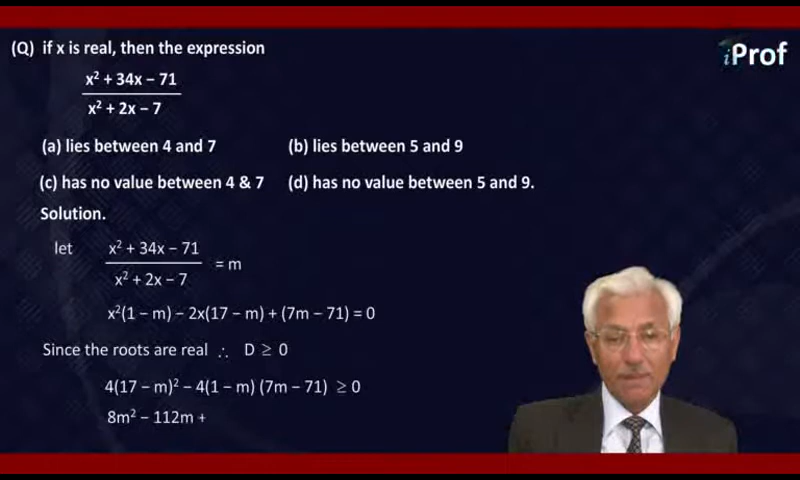 (Q) if x is real, then the expression
iProf
x² + 34x – 71
x² + 2x – 7
(a) lies between 4 and 7 (b) lies between 5 and 9
(c) has no value between 4 & 7 (d) has no value between 5 and 9.
Solution.
let x² + 34x – 71
= m
x² + 2x – 7
x²(1 – m) – 2x(17 – m) + (7m – 71) = 0
Since the roots are real ∴ D ≥ 0
4(17 – m)² – 4(1 – m) (7m – 71) ≥ 0
8m² – 112m +